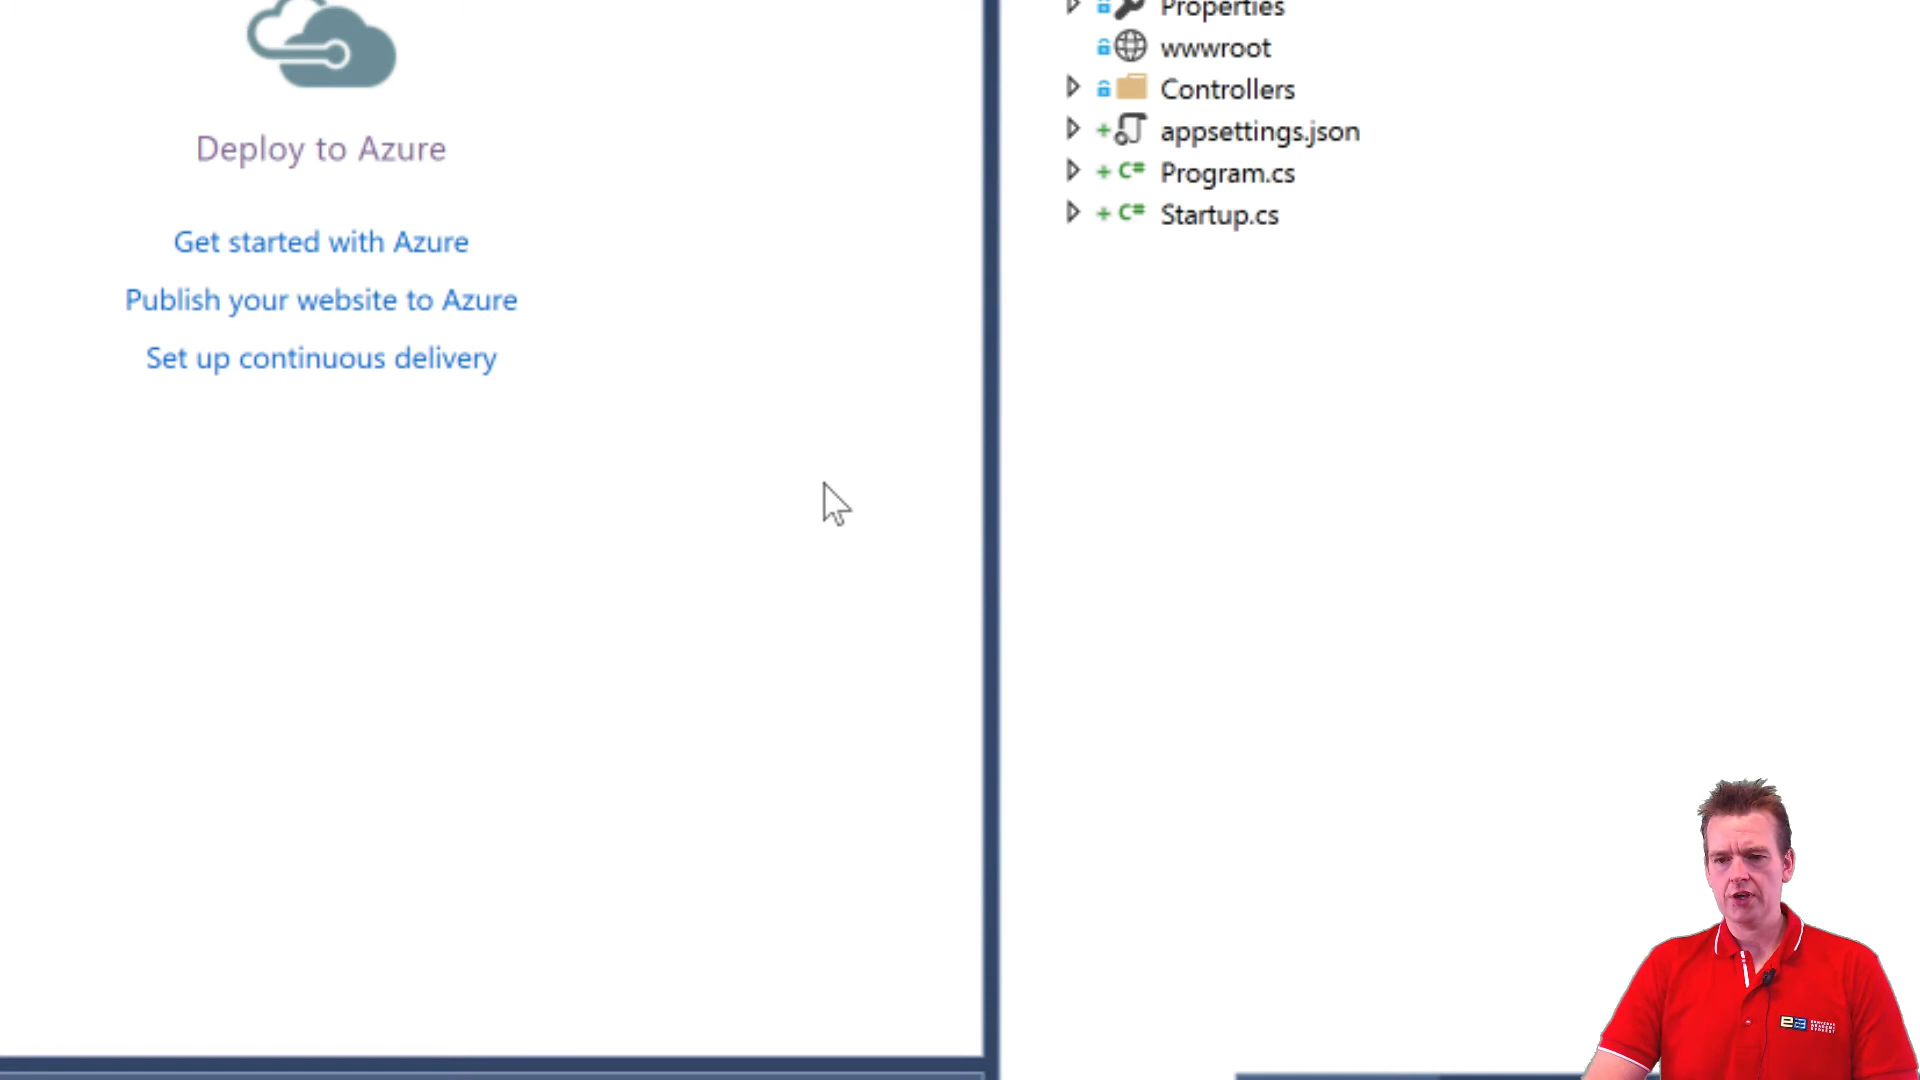 Deploy to Azure
Get started with Azure
Publish your website to Azure
Set up continuous delivery
Properties
wwwroot
Controllers
appsettings.json
C# Program.cs
C# Startup.cs